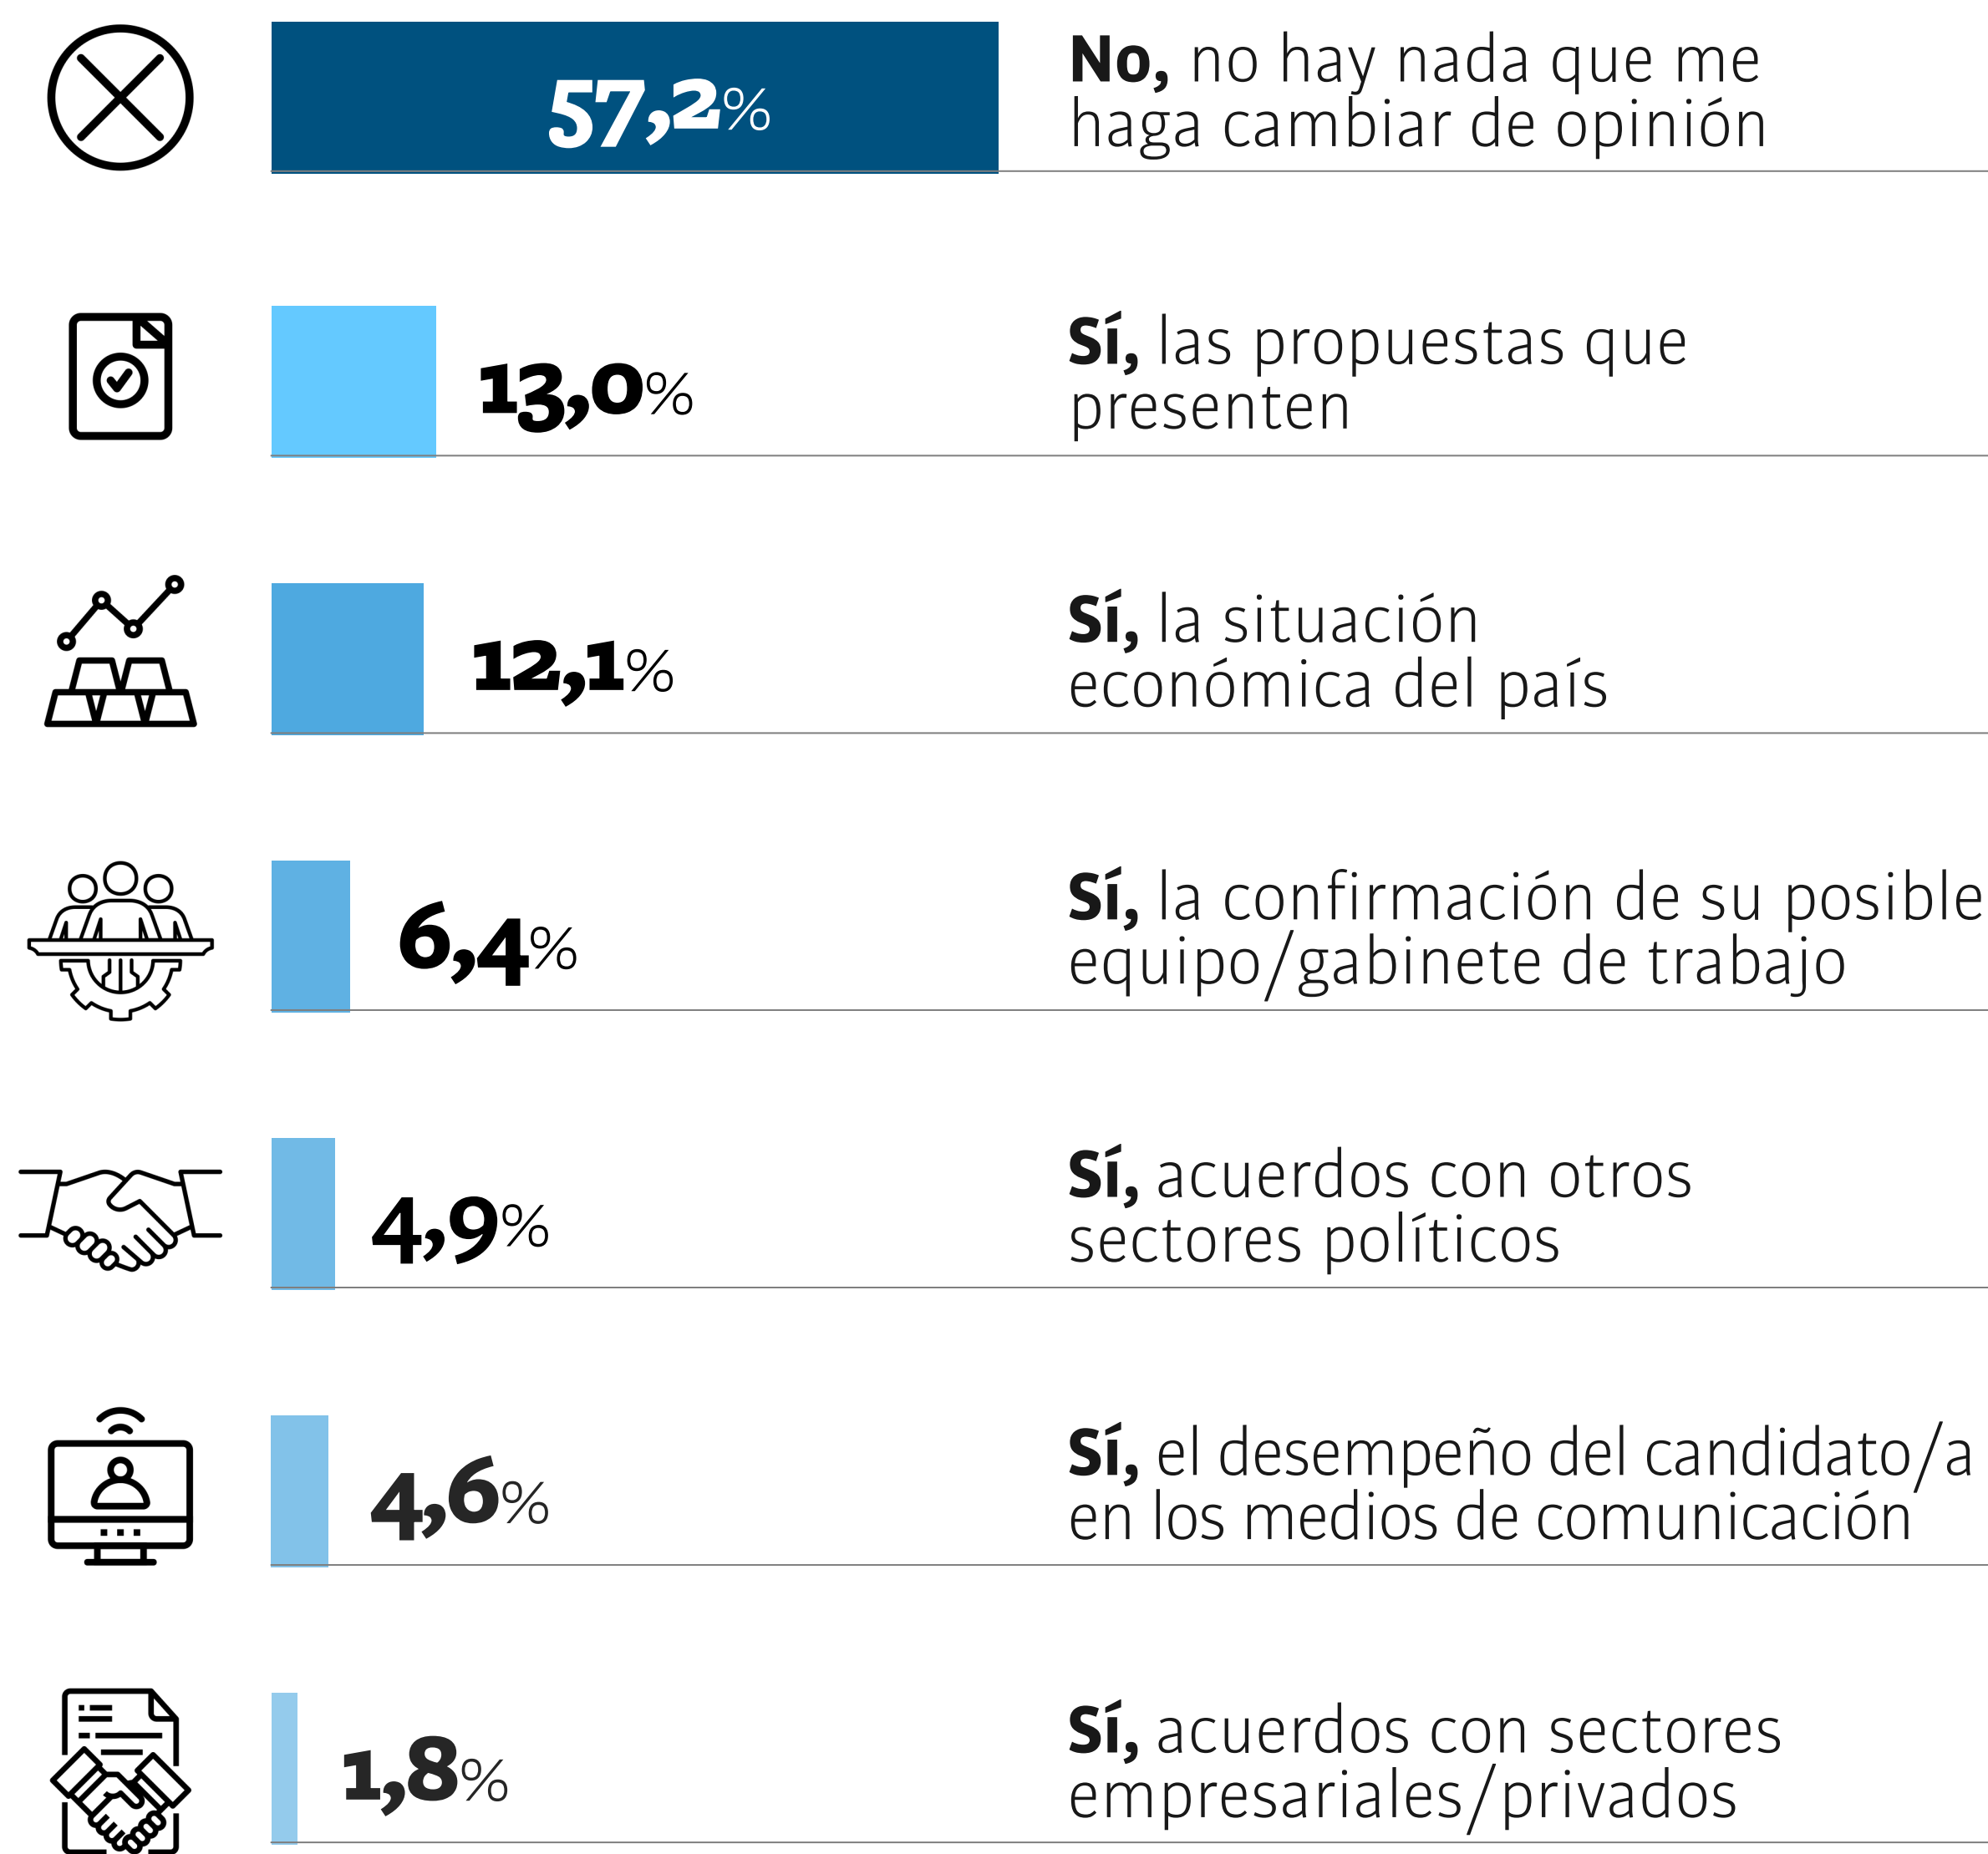 57,2%
No, no hay nada que me
haga cambiar de opinión
13,0%
Sí, las propuestas que
presenten
12,1%
Sí, la situación
económica del país
6,4%
Sí, la confirmación de su posible
equipo/gabinete de trabajo
4,9%
Sí, acuerdos con otros
sectores políticos
4,6%
Sí, el desempeño del candidato/a
en los medios de comunicación
1,8%
Sí, acuerdos con sectores
empresariales/privados